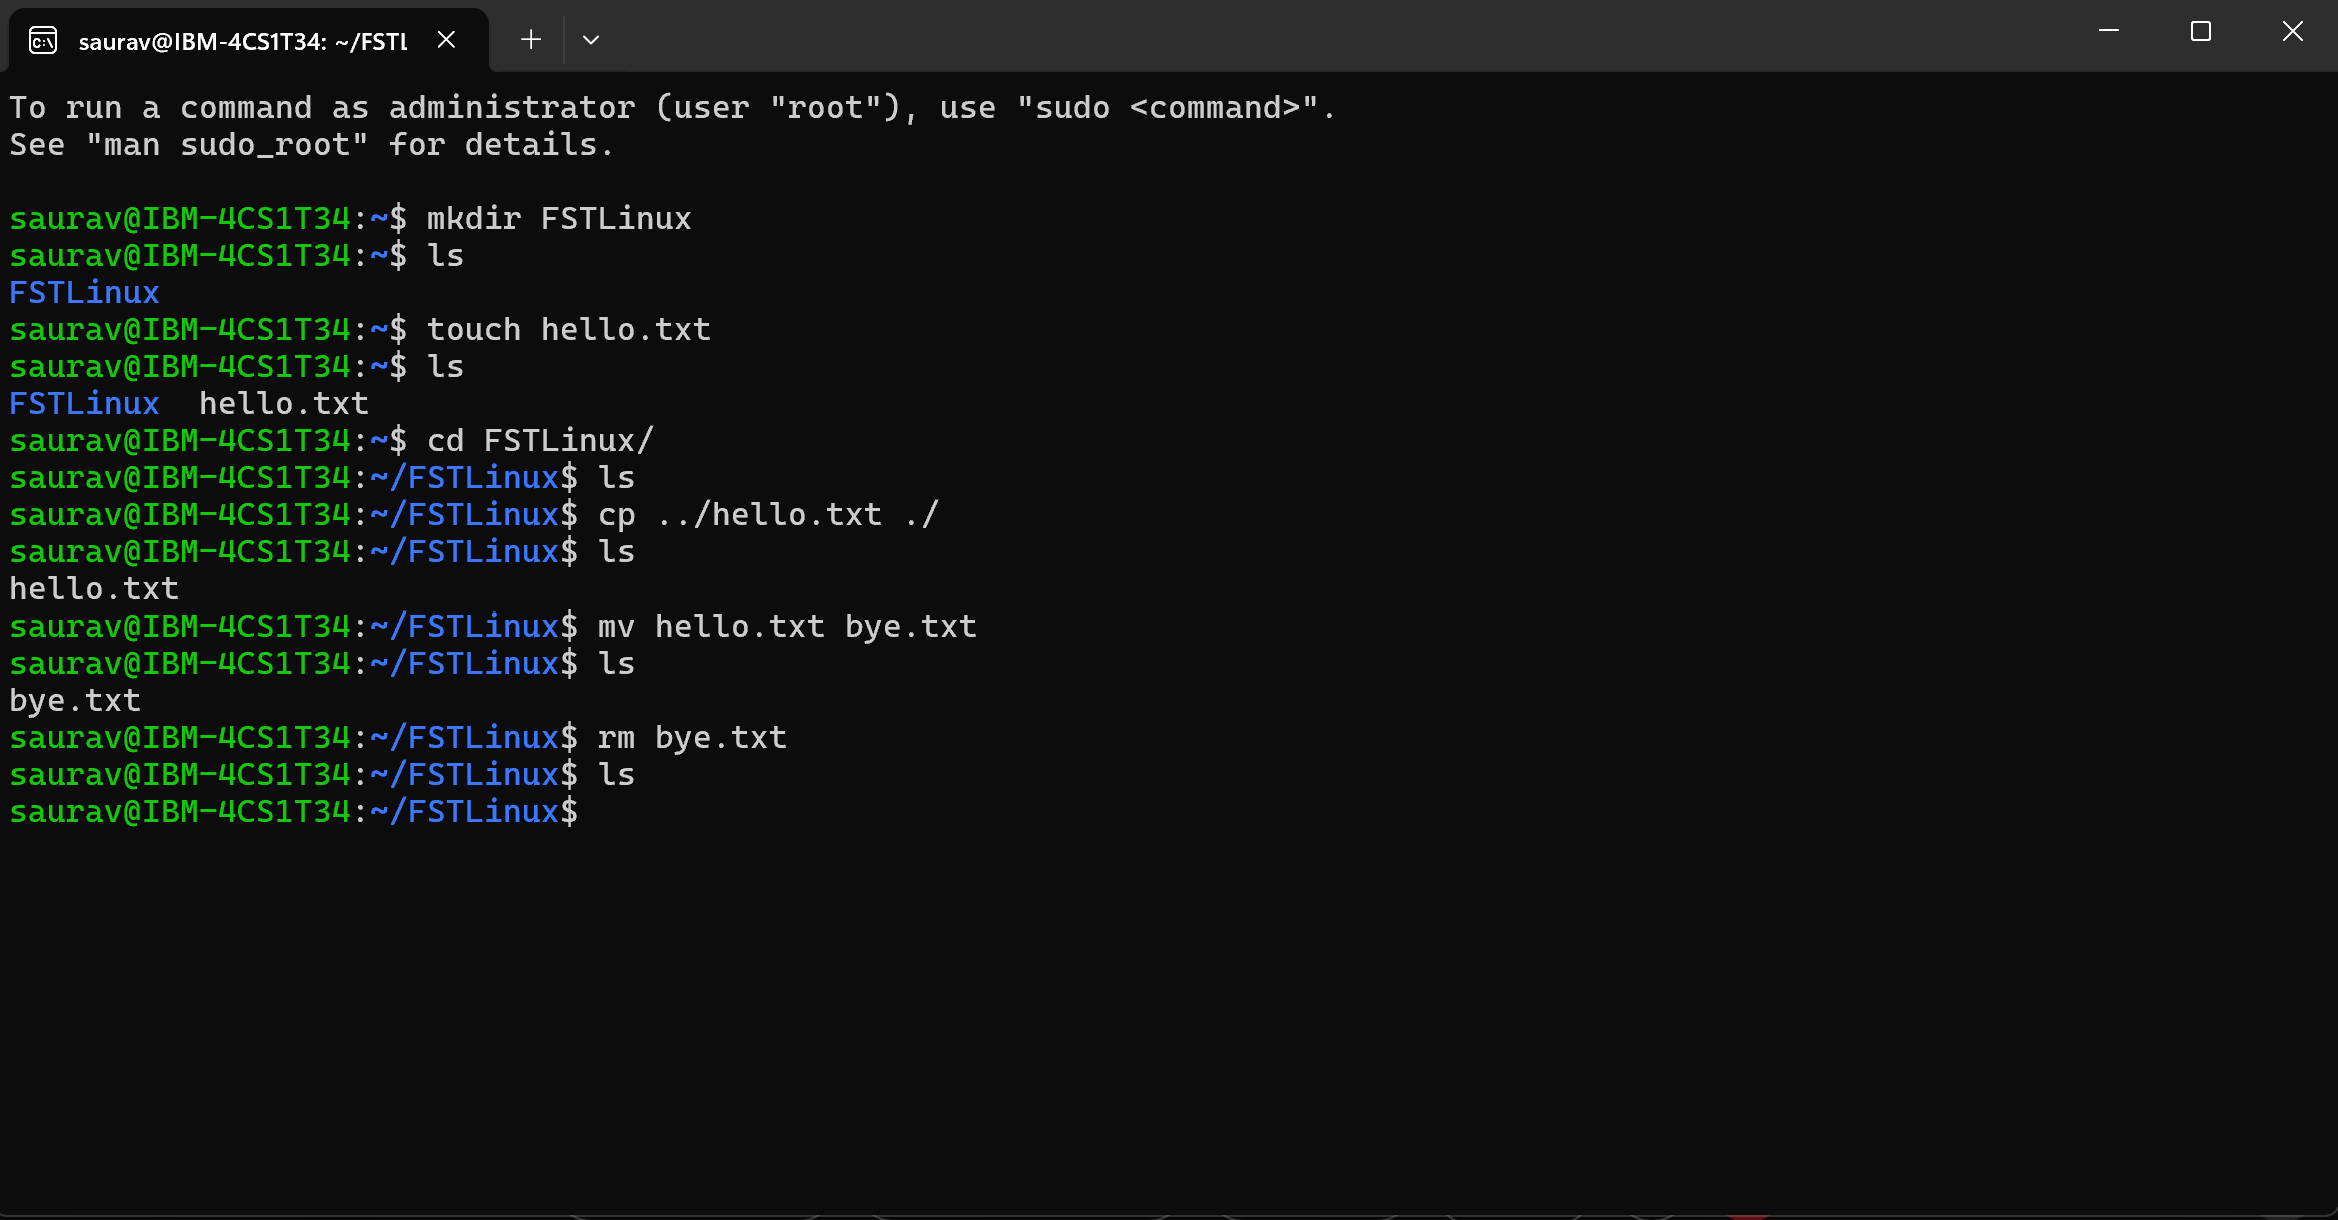 saurav@IBM-4CS1T34: ~/FSTL
To run a command as administrator (user "root"), use "sudo <command>".
See "man sudo_root" for details.
saurav@IBM-4CS1T34:~$ mkdir FSTLinux
saurav@IBM-4CS1T34:~$ ls
FSTLinux
saurav@IBM-4CS1T34:~$ touch hello.txt
saurav@IBM-4CS1T34:~$ ls
FSTLinux  hello.txt
saurav@IBM-4CS1T34:~$ cd FSTLinux/
saurav@IBM-4CS1T34:~/FSTLinux$ ls
saurav@IBM-4CS1T34:~/FSTLinux$ cp ../hello.txt ./
saurav@IBM-4CS1T34:~/FSTLinux$ ls
hello.txt
saurav@IBM-4CS1T34:~/FSTLinux$ mv hello.txt bye.txt
saurav@IBM-4CS1T34:~/FSTLinux$ ls
bye.txt
saurav@IBM-4CS1T34:~/FSTLinux$ rm bye.txt
saurav@IBM-4CS1T34:~/FSTLinux$ ls
saurav@IBM-4CS1T34:~/FSTLinux$